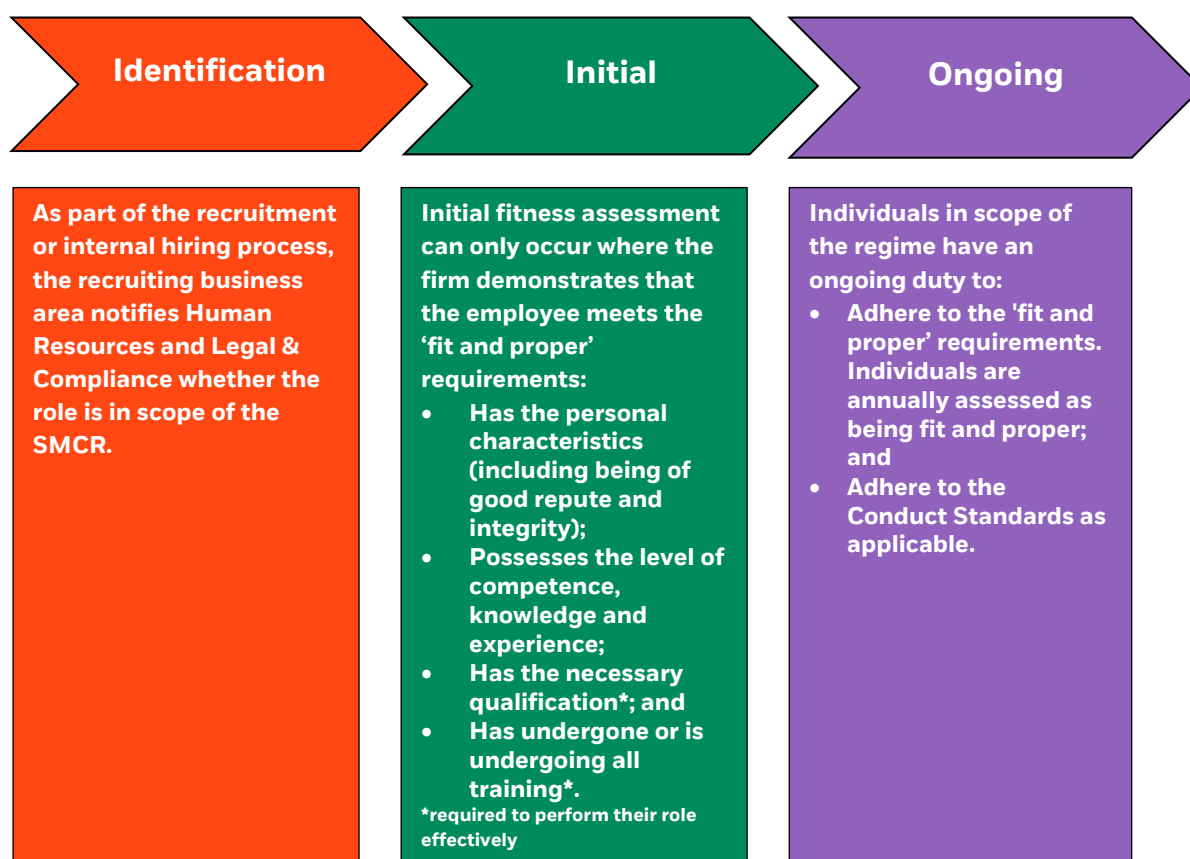 Identification
Initial
Ongoing
As part of the recruitment
or internal hiring process,
the recruiting business
area notifies Human
Resources and Legal &
Compliance whether the
role is in scope of the
SMCR.
Initial fitness assessment
can only occur where the
firm demonstrates that
the employee meets the
‘fit and proper’
requirements:
• Has the personal
characteristics
(including being of
good repute and
integrity);
• Possesses the level of
competence,
knowledge and
experience;
• Has the necessary
qualification*; and
• Has undergone or is
undergoing all
training*.
*required to perform their role
effectively
Individuals in scope of
the regime have an
ongoing duty to:
• Adhere to the 'fit and
proper’ requirements.
Individuals are
annually assessed as
being fit and proper;
and
• Adhere to the
Conduct Standards as
applicable.